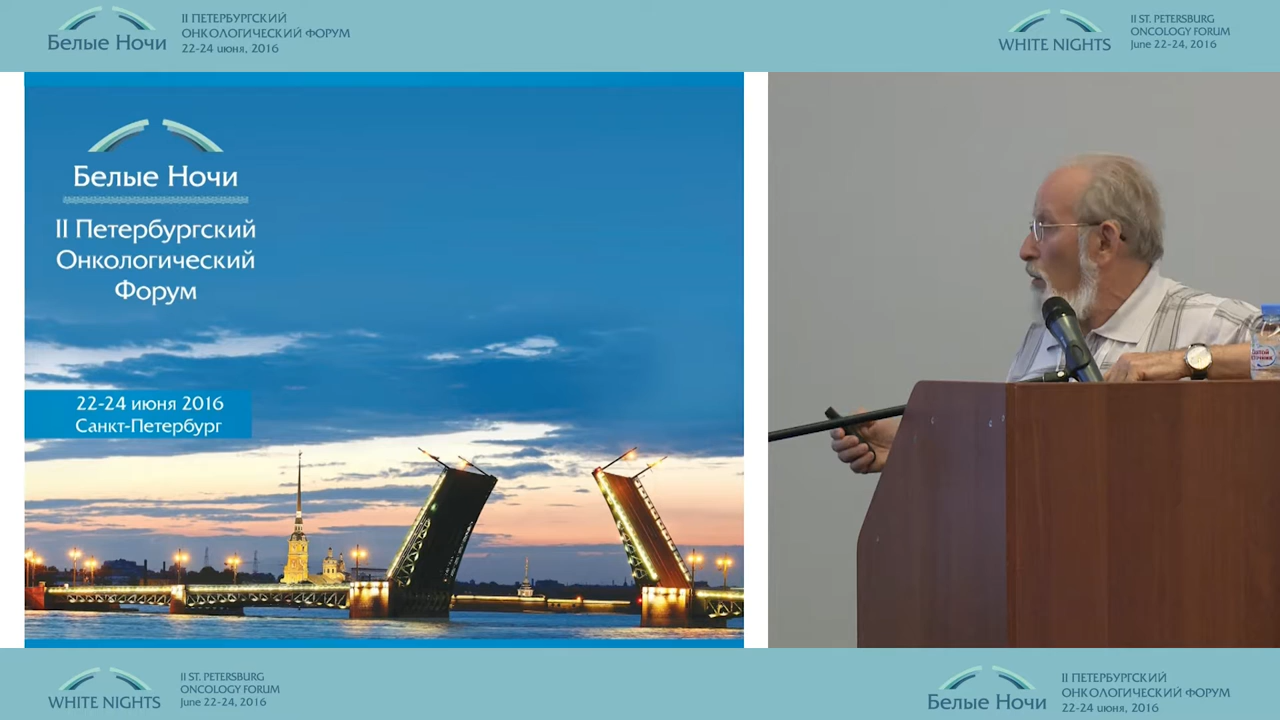 Белые Ночи
II ПЕТЕРБУРГСКИЙ
ОНКОЛОГИЧЕСКИЙ ФОРУМ
22-24 июня, 2016
WHITE NIGHTS
II ST. PETERSBURG
ONCOLOGY FORUM
June 22-24, 2016
Белые Ночи
II Петербургский
Онкологический
Форум
22-24 июня 2016
Санкт-Петербург
WHITE NIGHTS
II ST. PETERSBURG
ONCOLOGY FORUM
June 22-24, 2016
Белые Ночи
II ПЕТЕРБУРГСКИЙ
ОНКОЛОГИЧЕСКИЙ ФОРУМ
22-24 июня, 2016